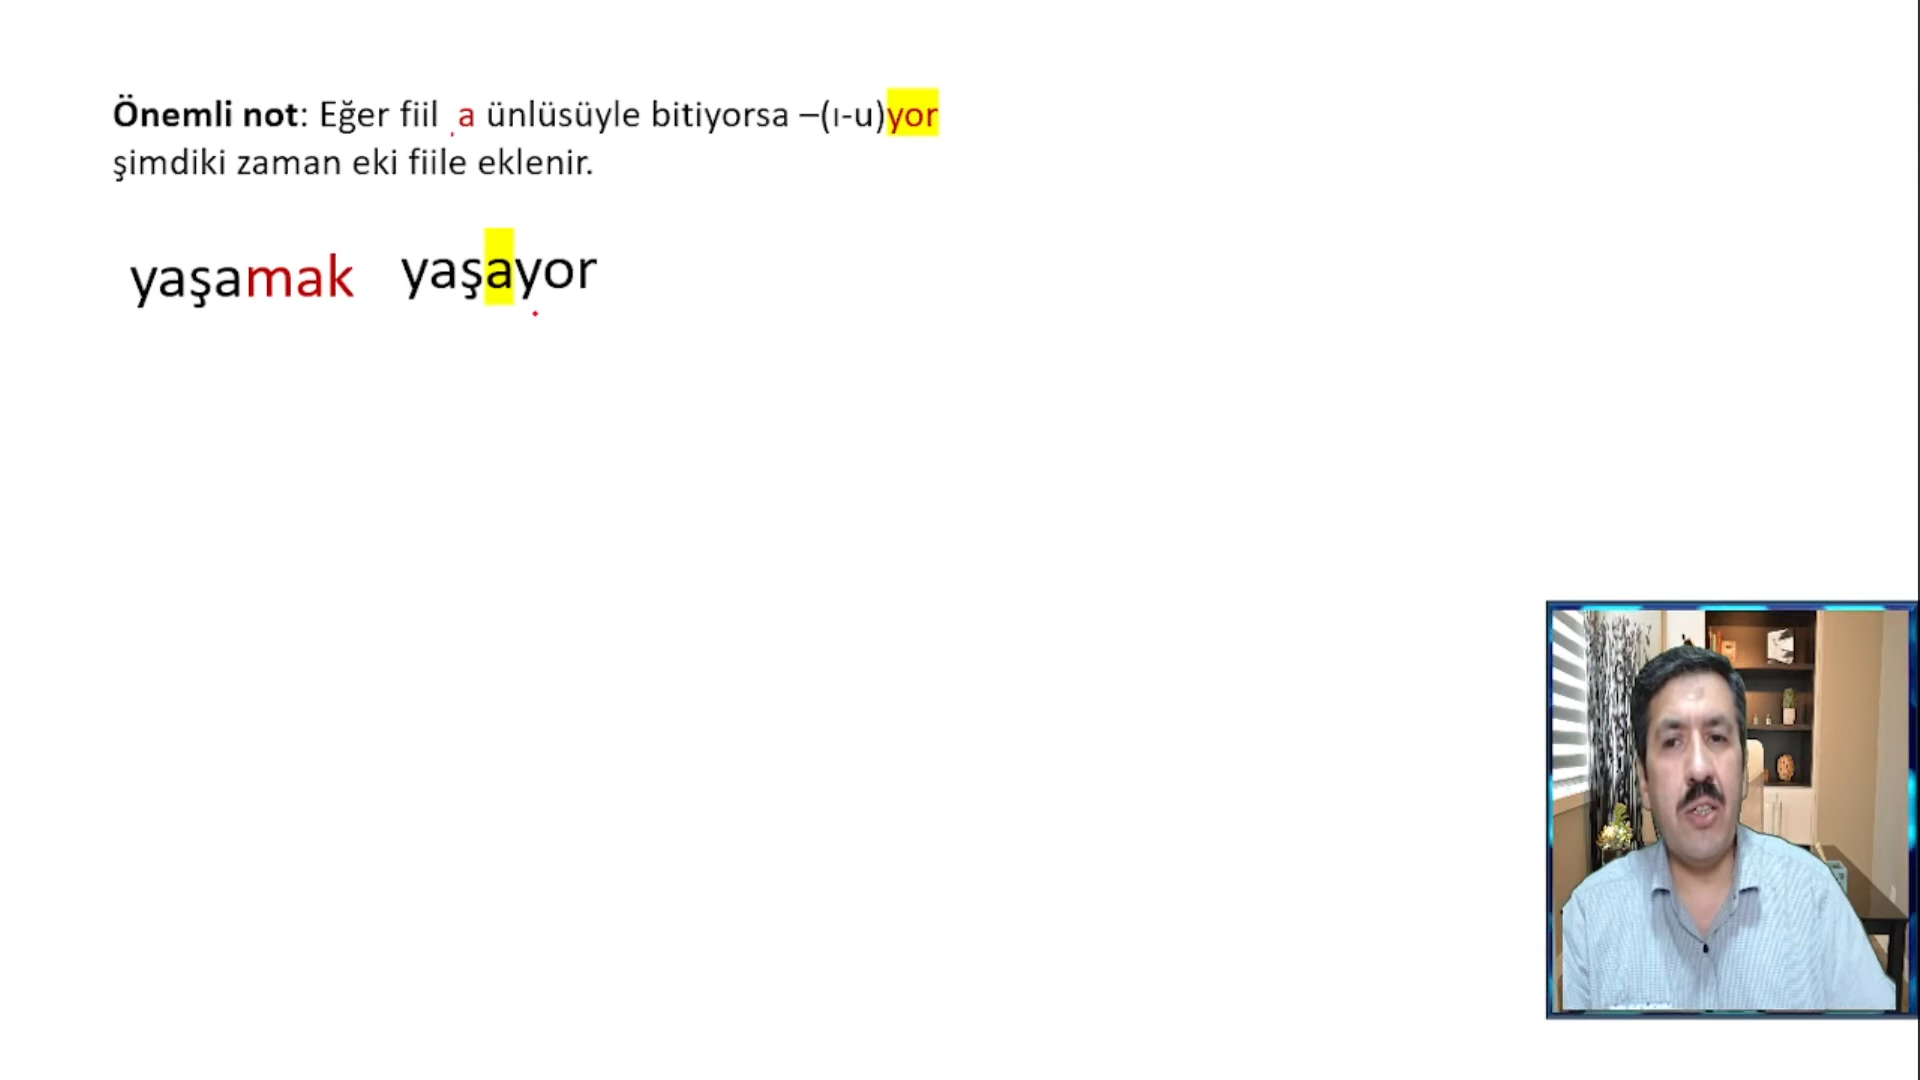 Önemli not: Eğer fiil a ünlüsüyle bitiyorsa –(ı-u)yor
şimdiki zaman eki fiile eklenir.
yaşamak yaşayor